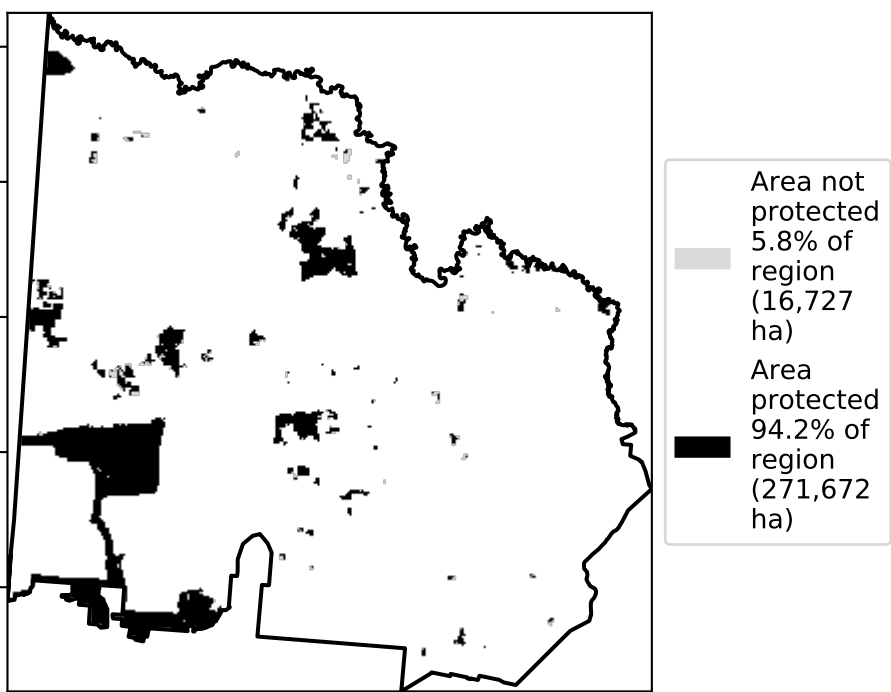 Area not
protected
5.8% of
region
(16,727
ha)
Area
protected
94.2% of
region
(271,672
ha)